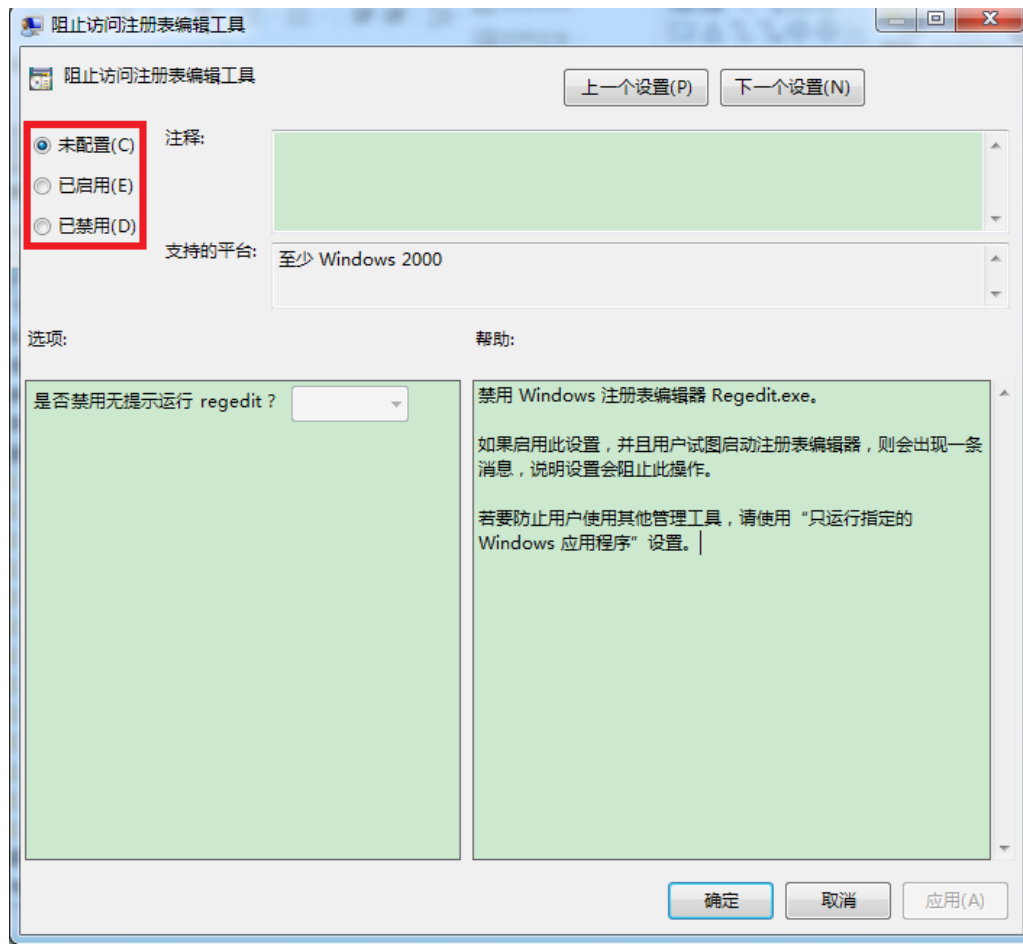 阻止访问注册表编辑工具
阻止访问注册表编辑工具
上一个设置(P)
下一个设置(N)
未配置(C)
注释:
已启用(E)
已禁用(D)
支持的平台:
至少 Windows 2000
选项:
帮助:
是否禁用无提示运行 regedit？
禁用 Windows 注册表编辑器 Regedit.exe。
如果启用此设置，并且用户试图启动注册表编辑器，则会出现一条
消息，说明设置会阻止此操作。
若要防止用户使用其他管理工具，请使用“只运行指定的
Windows 应用程序”设置。
确定
取消
应用(A)